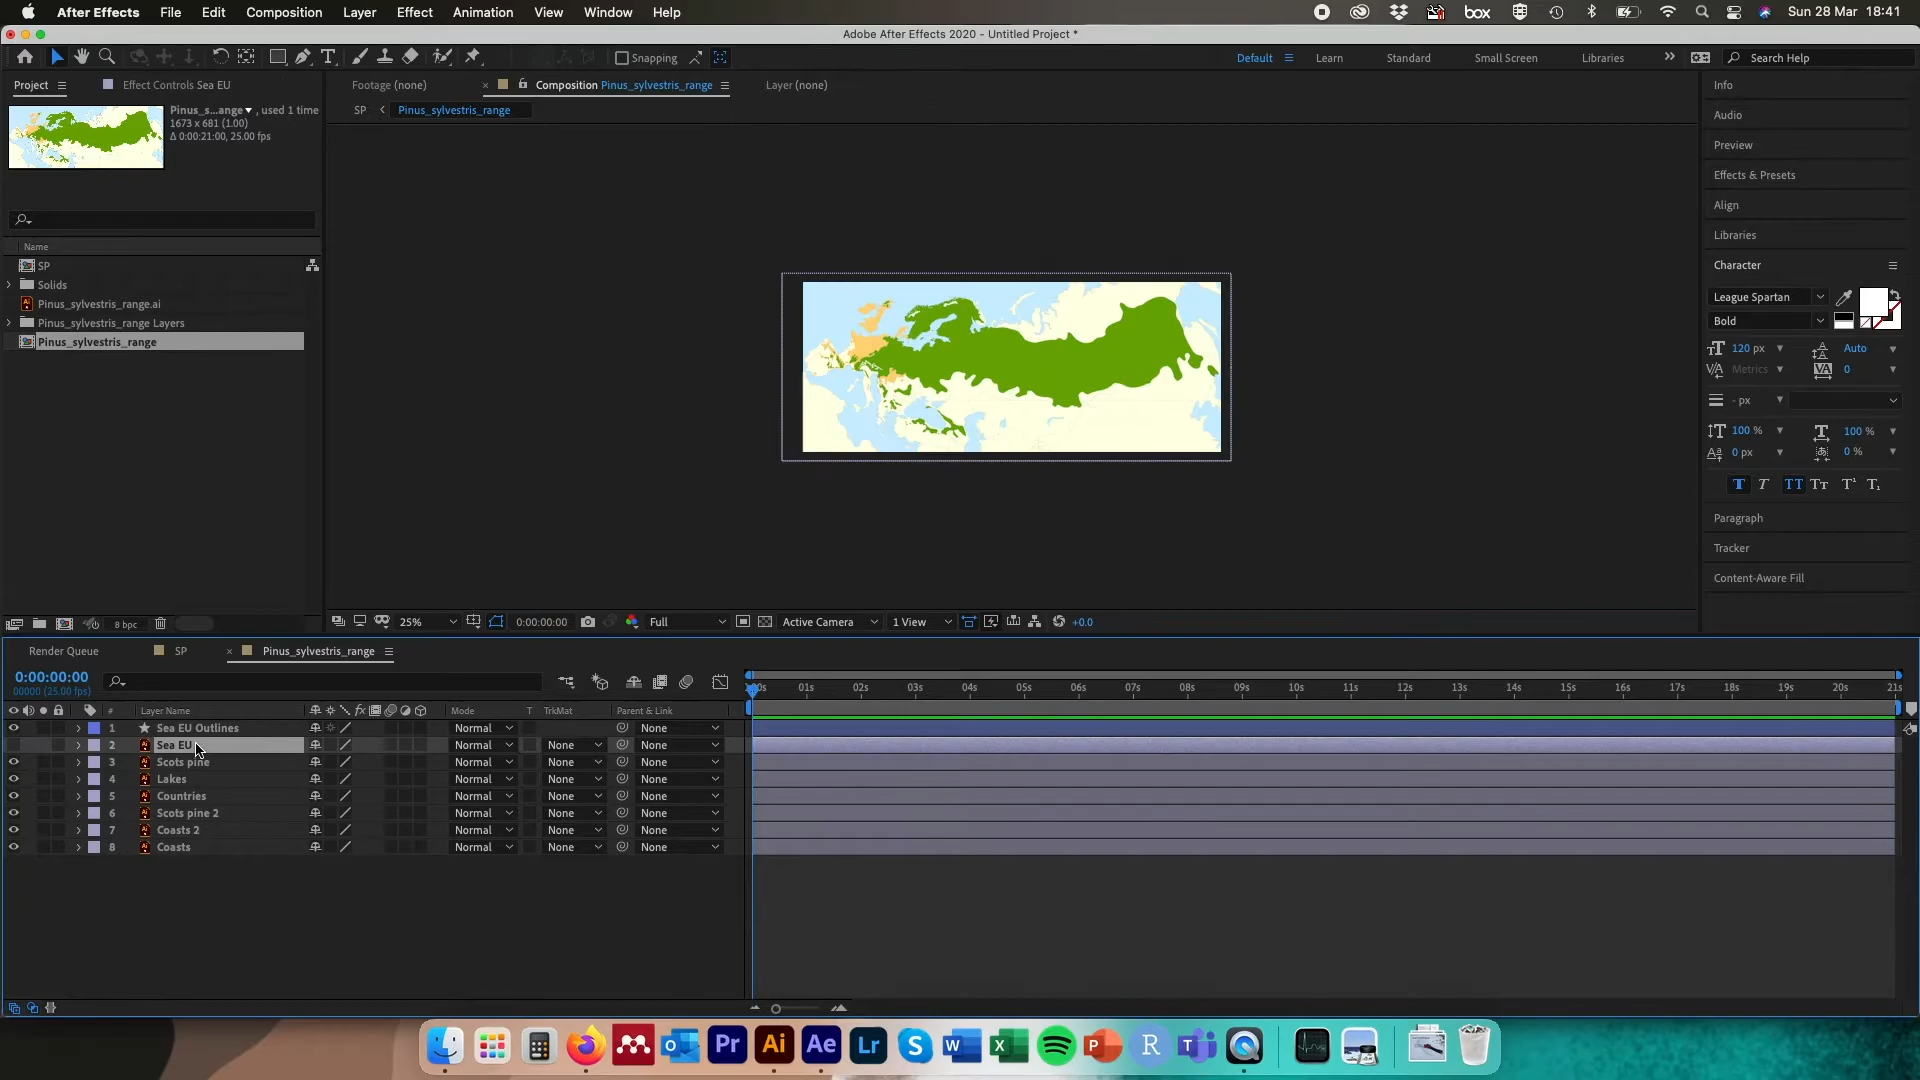 After Effects File Edit Composition Layer Effect Animation View Window Help
box Sun 28 Mar 18:41
Adobe After Effects 2020 - Untitled Project *
Snapping
Default Learn Standard Small Screen Libraries Search Help
Project Effect Controls Sea EU
Footage (none) Composition Pinus_sylvestris_range Layer (none)
SP Pinus_sylvestris_range
Pinus_s...ange , used 1 time
1673 x 681 (1.00)
Δ 0:00:21:00, 25.00 fps
Name
SP
Solids
Pinus_sylvestris_range.ai
Pinus_sylvestris_range Layers
Pinus_sylvestris_range
8 bpc
25% 0:00:00:00 Full Active Camera 1 View +0.0
Info
Audio
Preview
Effects & Presets
Align
Libraries
Character
League Spartan
Bold
120 px Auto
Metrics 0
- px
100 % 100 %
0 px 0 %
T T TT Tt T¹ T₁
Paragraph
Tracker
Content-Aware Fill
Render Queue SP Pinus_sylvestris_range
0:00:00:00
00000 (25.00 fps)
01s 02s 03s 04s 05s 06s 07s 08s 09s 10s 11s 12s 13s 14s 15s 16s 17s 18s 19s 20s 21s
# Layer Name Mode T TrkMat Parent & Link
1 Sea EU Outlines Normal None
2 Sea EU Normal None None
3 Scots pine Normal None None
4 Lakes Normal None None
5 Countries Normal None None
6 Scots pine 2 Normal None None
7 Coasts 2 Normal None None
8 Coasts Normal None None
Pr Ai Ae Lr S W X P R T